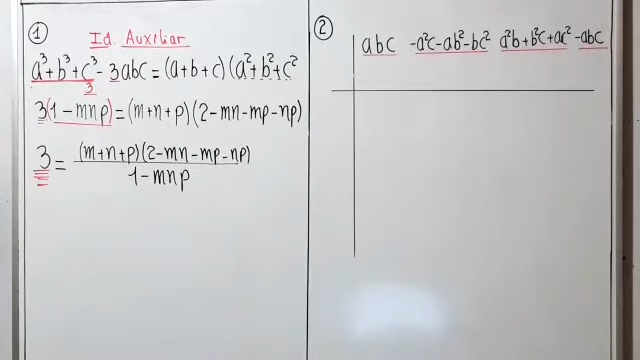 1
Id. Auxiliar
a³+b³+c³-3abc=(a+b+c)(a²+b²+c²
3
3(1-mnp)=(m+n+p)(2-mn-mp-np)
3=(m+n+p)(2-mn-mp-np)
1-mnp
2
abc -a²c-ab²-bc² a²b+b²c+ac² -abc